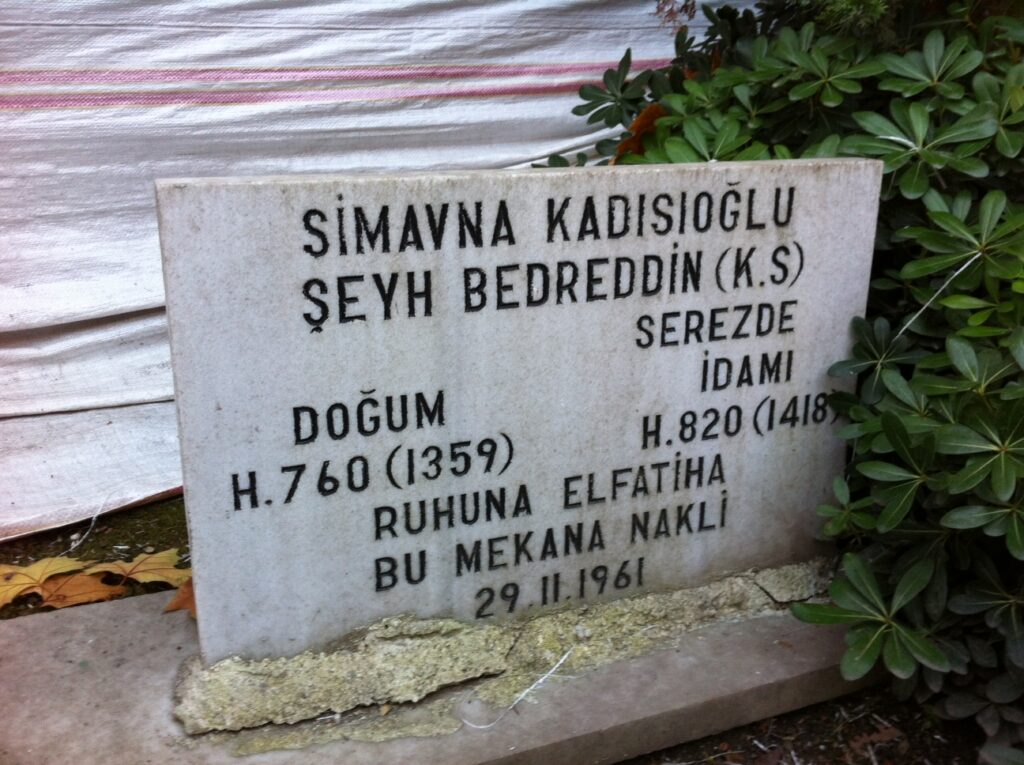 SİMAVNA KADISIOĞLU
ŞEYH BEDREDDİN (K.S)
SEREZDE
İDAMI
DOĞUM
H.820 (1418)
H.760 (1359)
RUHUNA ELFATİHA
BU MEKANA NAKLİ
29.11.1961